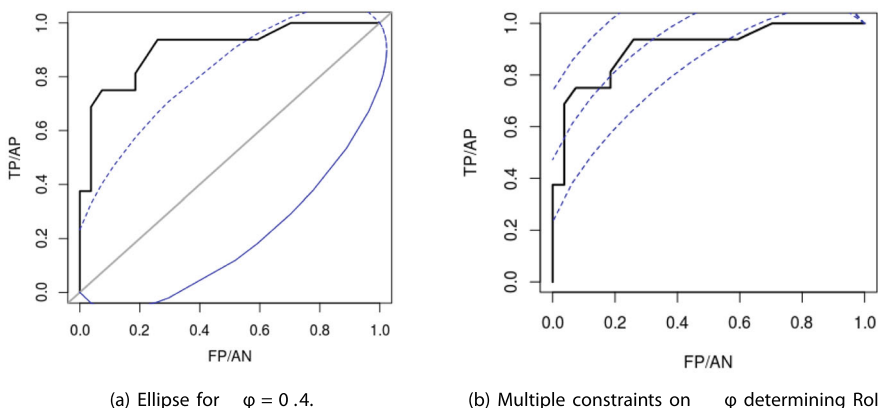 1.0
0.8
0.6
0.4
0.2
0.0
TP/AP
0.0 0.2 0.4 0.6 0.8 1.0
FP/AN
(a) Ellipse for φ = 0 .4.
1.0
0.8
0.6
0.4
0.2
0.0
TP/AP
0.0 0.2 0.4 0.6 0.8 1.0
FP/AN
(b) Multiple constraints on φ determining RoI